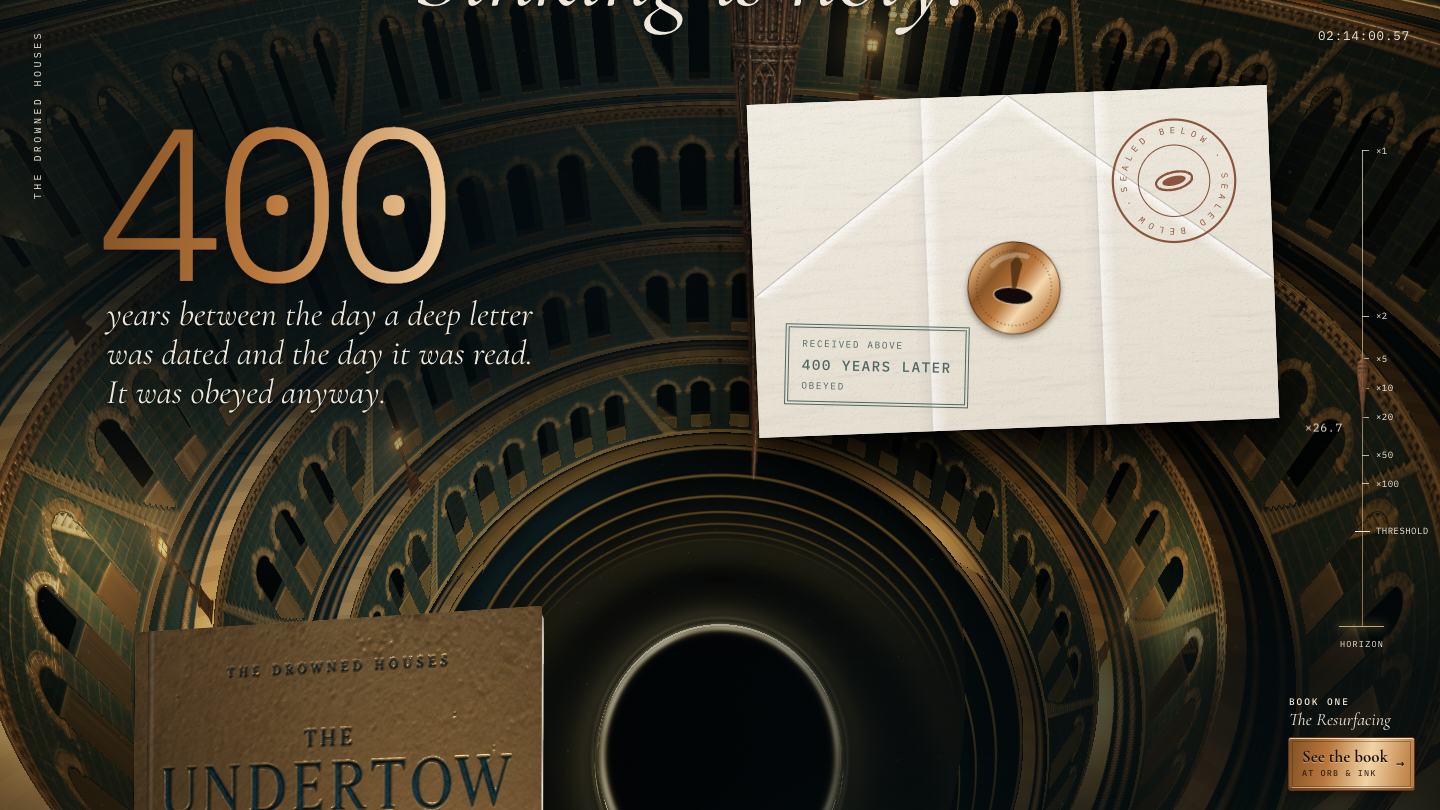 Sinking is holy.
02:14:00.57
THE DROWNED HOUSES
400
years between the day a deep letter
was dated and the day it was read.
It was obeyed anyway.
SEALED BELOW · SEALED BELOW ·
RECEIVED ABOVE
400 YEARS LATER
OBEYED
×1
×2
×5
×10
×20
×26.7
×50
×100
THRESHOLD
HORIZON
THE DROWNED HOUSES
THE
UNDERTOW
BOOK ONE
The Resurfacing
See the book →
AT ORB & INK